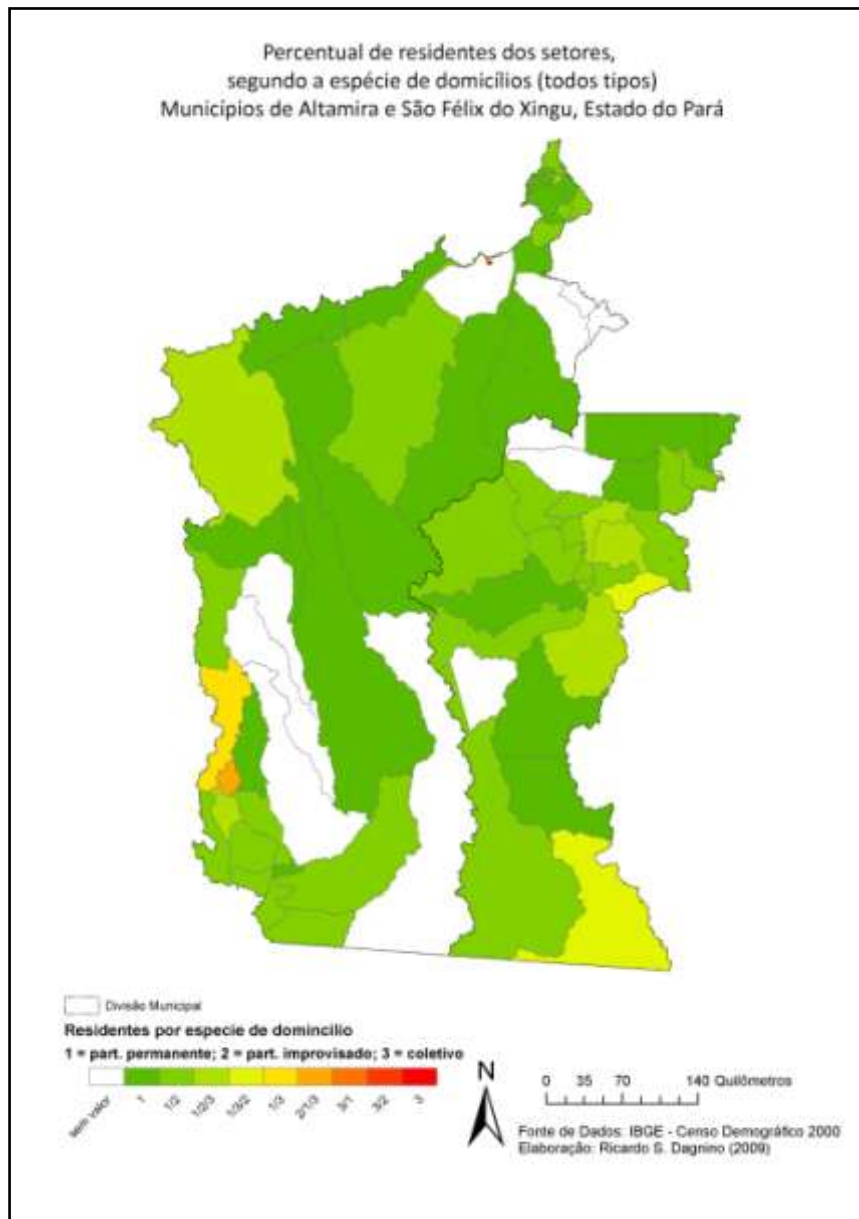 Percentual de residentes dos setores,
segundo a espécie de domicílios (todos tipos)
Municípios de Altamira e São Félix do Xingu, Estado do Pará
Divisão Municipal
Residentes por especie de domincílio
1 = part. permanente; 2 = part. improvisado; 3 = coletivo
sem valor
1
1/2
1/2/3
1/3/2
1/3
2/1/3
3/1
3/2
3
N
0 35 70 140 Quilômetros
Fonte de Dados: IBGE - Censo Demográfico 2000
Elaboração: Ricardo S. Dagnino (2009)